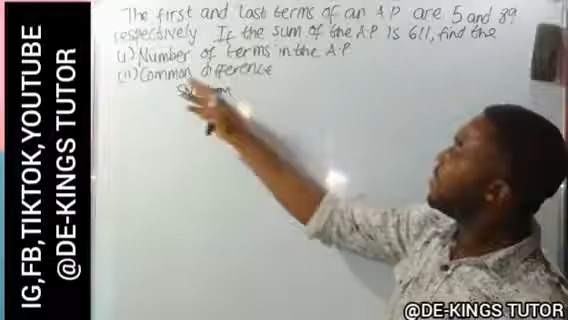 The first and last terms of an A.P are 5 and 89
respectively. If the sum of the A.P is 611, find the
(i) Number of terms in the A.P.
(ii) Common difference
IG,FB,TIKTOK,YOUTUBE
@DE-KINGS TUTOR
@DE-KINGS TUTOR